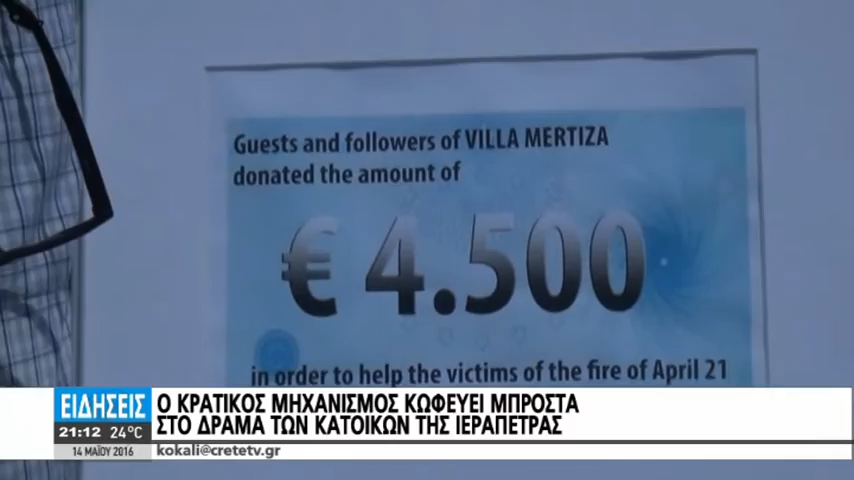 Guests and followers of VILLA MERTIZA
donated the amount of
€ 4.500
in order to help the victims of the fire of April 21
ΕΙΔΗΣΕΙΣ
21:12 24°C
14 ΜΑΪΟΥ 2016
Ο ΚΡΑΤΙΚΟΣ ΜΗΧΑΝΙΣΜΟΣ ΚΩΦΕΥΕΙ ΜΠΡΟΣΤΑ
ΣΤΟ ΔΡΑΜΑ ΤΩΝ ΚΑΤΟΙΚΩΝ ΤΗΣ ΙΕΡΑΠΕΤΡΑΣ
kokali@cretetv.gr